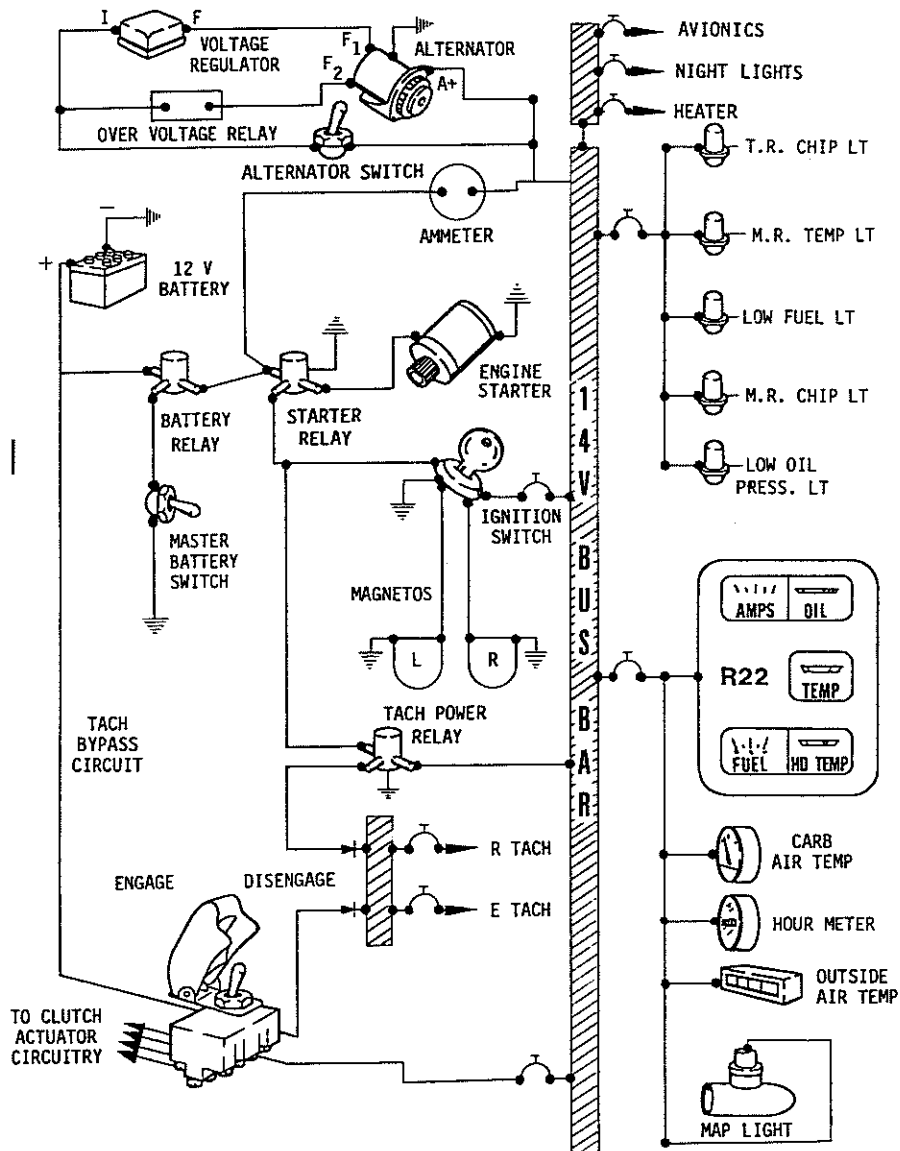 I F
VOLTAGE
REGULATOR
F1
ALTERNATOR
F2
A+
OVER VOLTAGE RELAY
ALTERNATOR SWITCH
AMMETER
AVIONICS
NIGHT LIGHTS
HEATER
T.R. CHIP LT
M.R. TEMP LT
LOW FUEL LT
M.R. CHIP LT
LOW OIL
PRESS. LT
-
+
12 V
BATTERY
BATTERY
RELAY
STARTER
RELAY
ENGINE
STARTER
MASTER
BATTERY
SWITCH
IGNITION
SWITCH
MAGNETOS
L
R
14V BUS BAR
TACH POWER
RELAY
TACH
BYPASS
CIRCUIT
R TACH
E TACH
ENGAGE
DISENGAGE
TO CLUTCH
ACTUATOR
CIRCUITRY
AMPS OIL
R22
TEMP
FUEL HD TEMP
CARB
AIR TEMP
HOUR METER
OUTSIDE
AIR TEMP
MAP LIGHT